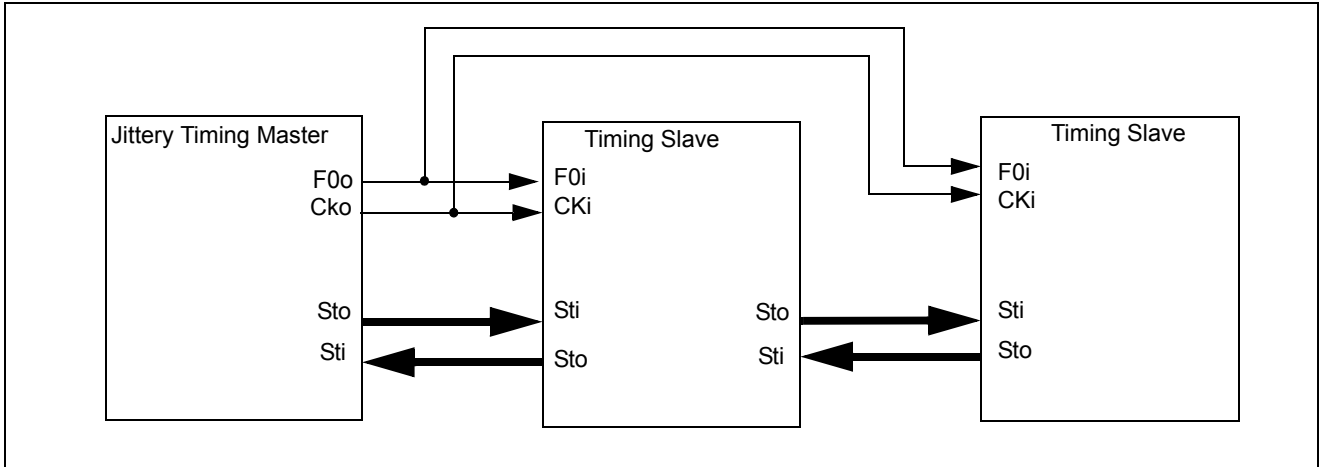 Jittery Timing Master
F0o
Cko
Sto
Sti
Timing Slave
F0i
CKi
Sti
Sto
Sto
Sti
Timing Slave
F0i
CKi
Sti
Sto